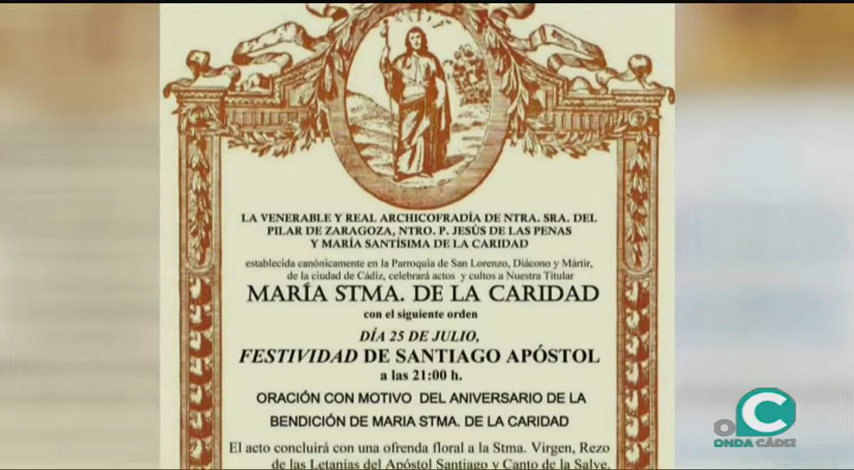 LA VENERABLE Y REAL ARCHICOFRADÍA DE NTRA. SRA. DEL
PILAR DE ZARAGOZA, NTRO. P. JESÚS DE LAS PENAS
Y MARÍA SANTÍSIMA DE LA CARIDAD
establecida canónicamente en la Parroquia de San Lorenzo, Diácono y Mártir,
de la ciudad de Cádiz, celebrará actos y cultos a Nuestra Titular
MARÍA STMA. DE LA CARIDAD
con el siguiente orden
DÍA 25 DE JULIO,
FESTIVIDAD DE SANTIAGO APÓSTOL
a las 21:00 h.
ORACIÓN CON MOTIVO DEL ANIVERSARIO DE LA
BENDICIÓN DE MARIA STMA. DE LA CARIDAD
El acto concluirá con una ofrenda floral a la Stma. Virgen, Rezo
de las Letanías del Apóstol Santiago y Canto de la Salve.
O C
ONDA CÁDIZ